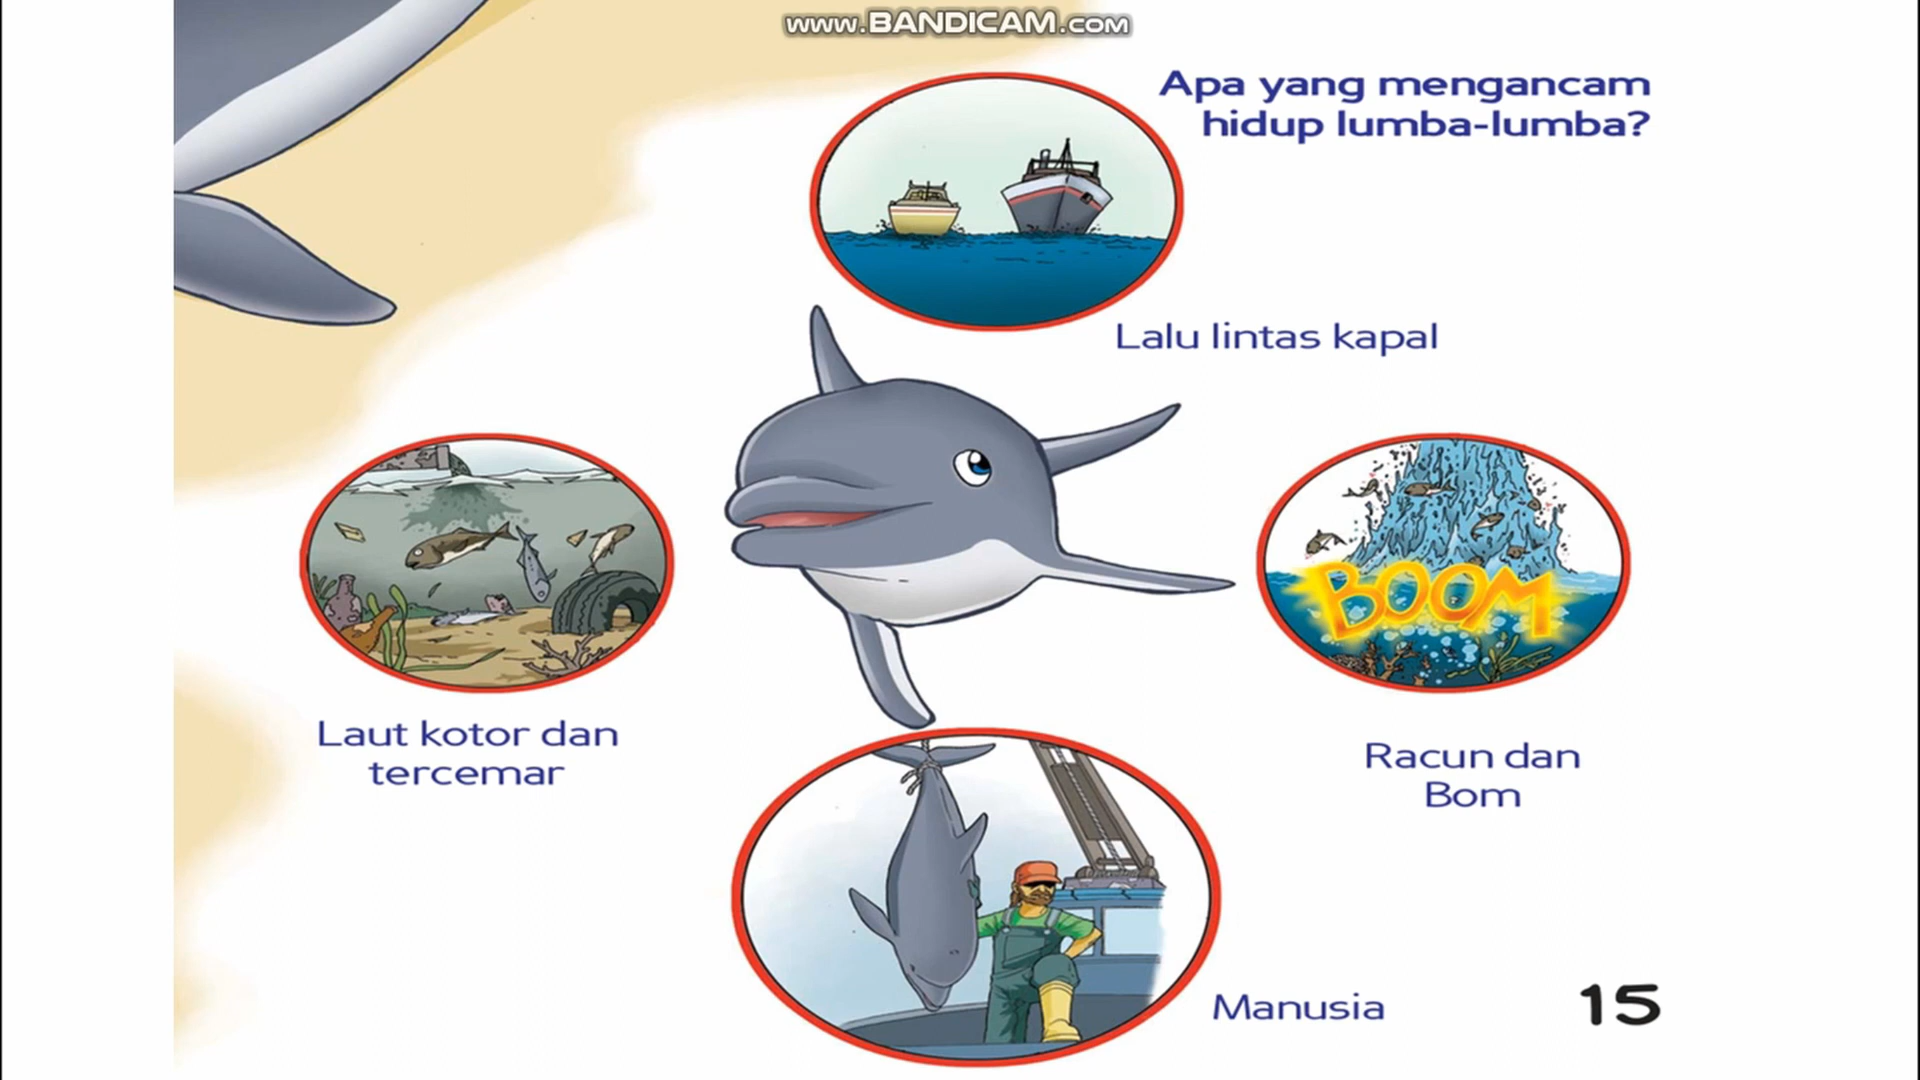 www.BANDICAM.com
Apa yang mengancam
hidup lumba-lumba?
Lalu lintas kapal
BOOM
Laut kotor dan
tercemar
Racun dan
Bom
Manusia
15